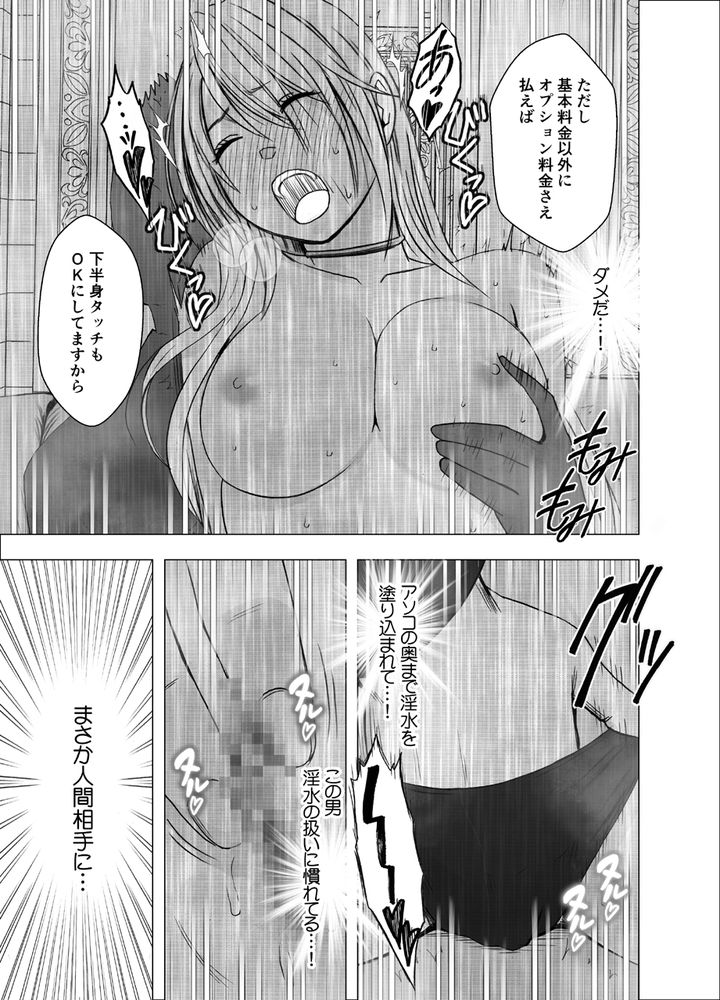 ただし
基本料金以外に
オプション料金さえ
払えば
あっ♥
びくっ♡
びくっ♡
下半身タッチも
OKにしてますから
ダメだ…!
もみ
もみ
グッ
アソコの奥まで淫水を
塗り込まれて…!
ヌル♡
ヌル♡
ヌル♡
この男
淫水の扱いに慣れてる…!
まさか人間相手に…